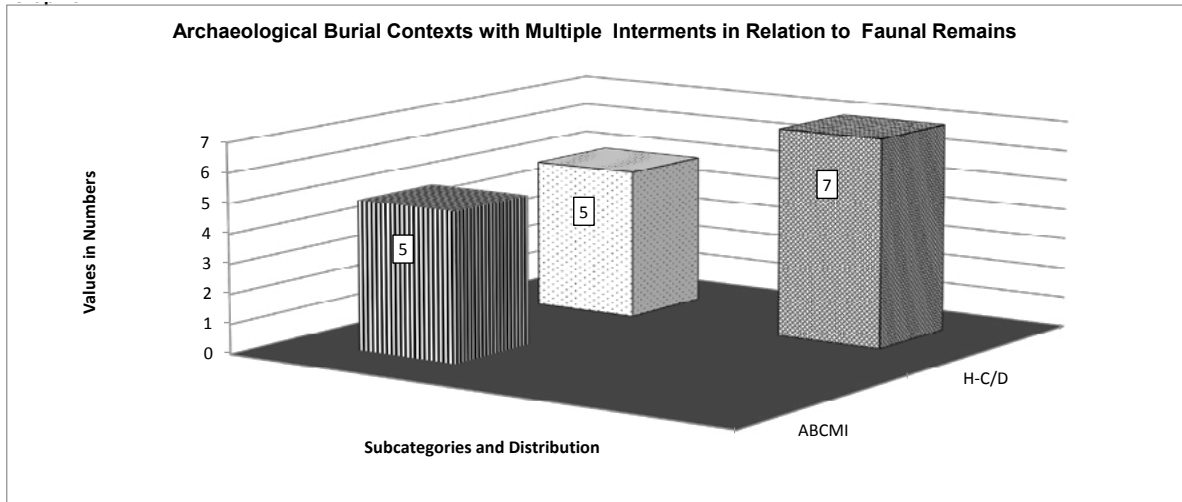 Archaeological Burial Contexts with Multiple Interments in Relation to Faunal Remains
Values in Numbers
7
6
5
4
3
2
1
0
5
5
7
H-C/D
ABCMI
Subcategories and Distribution